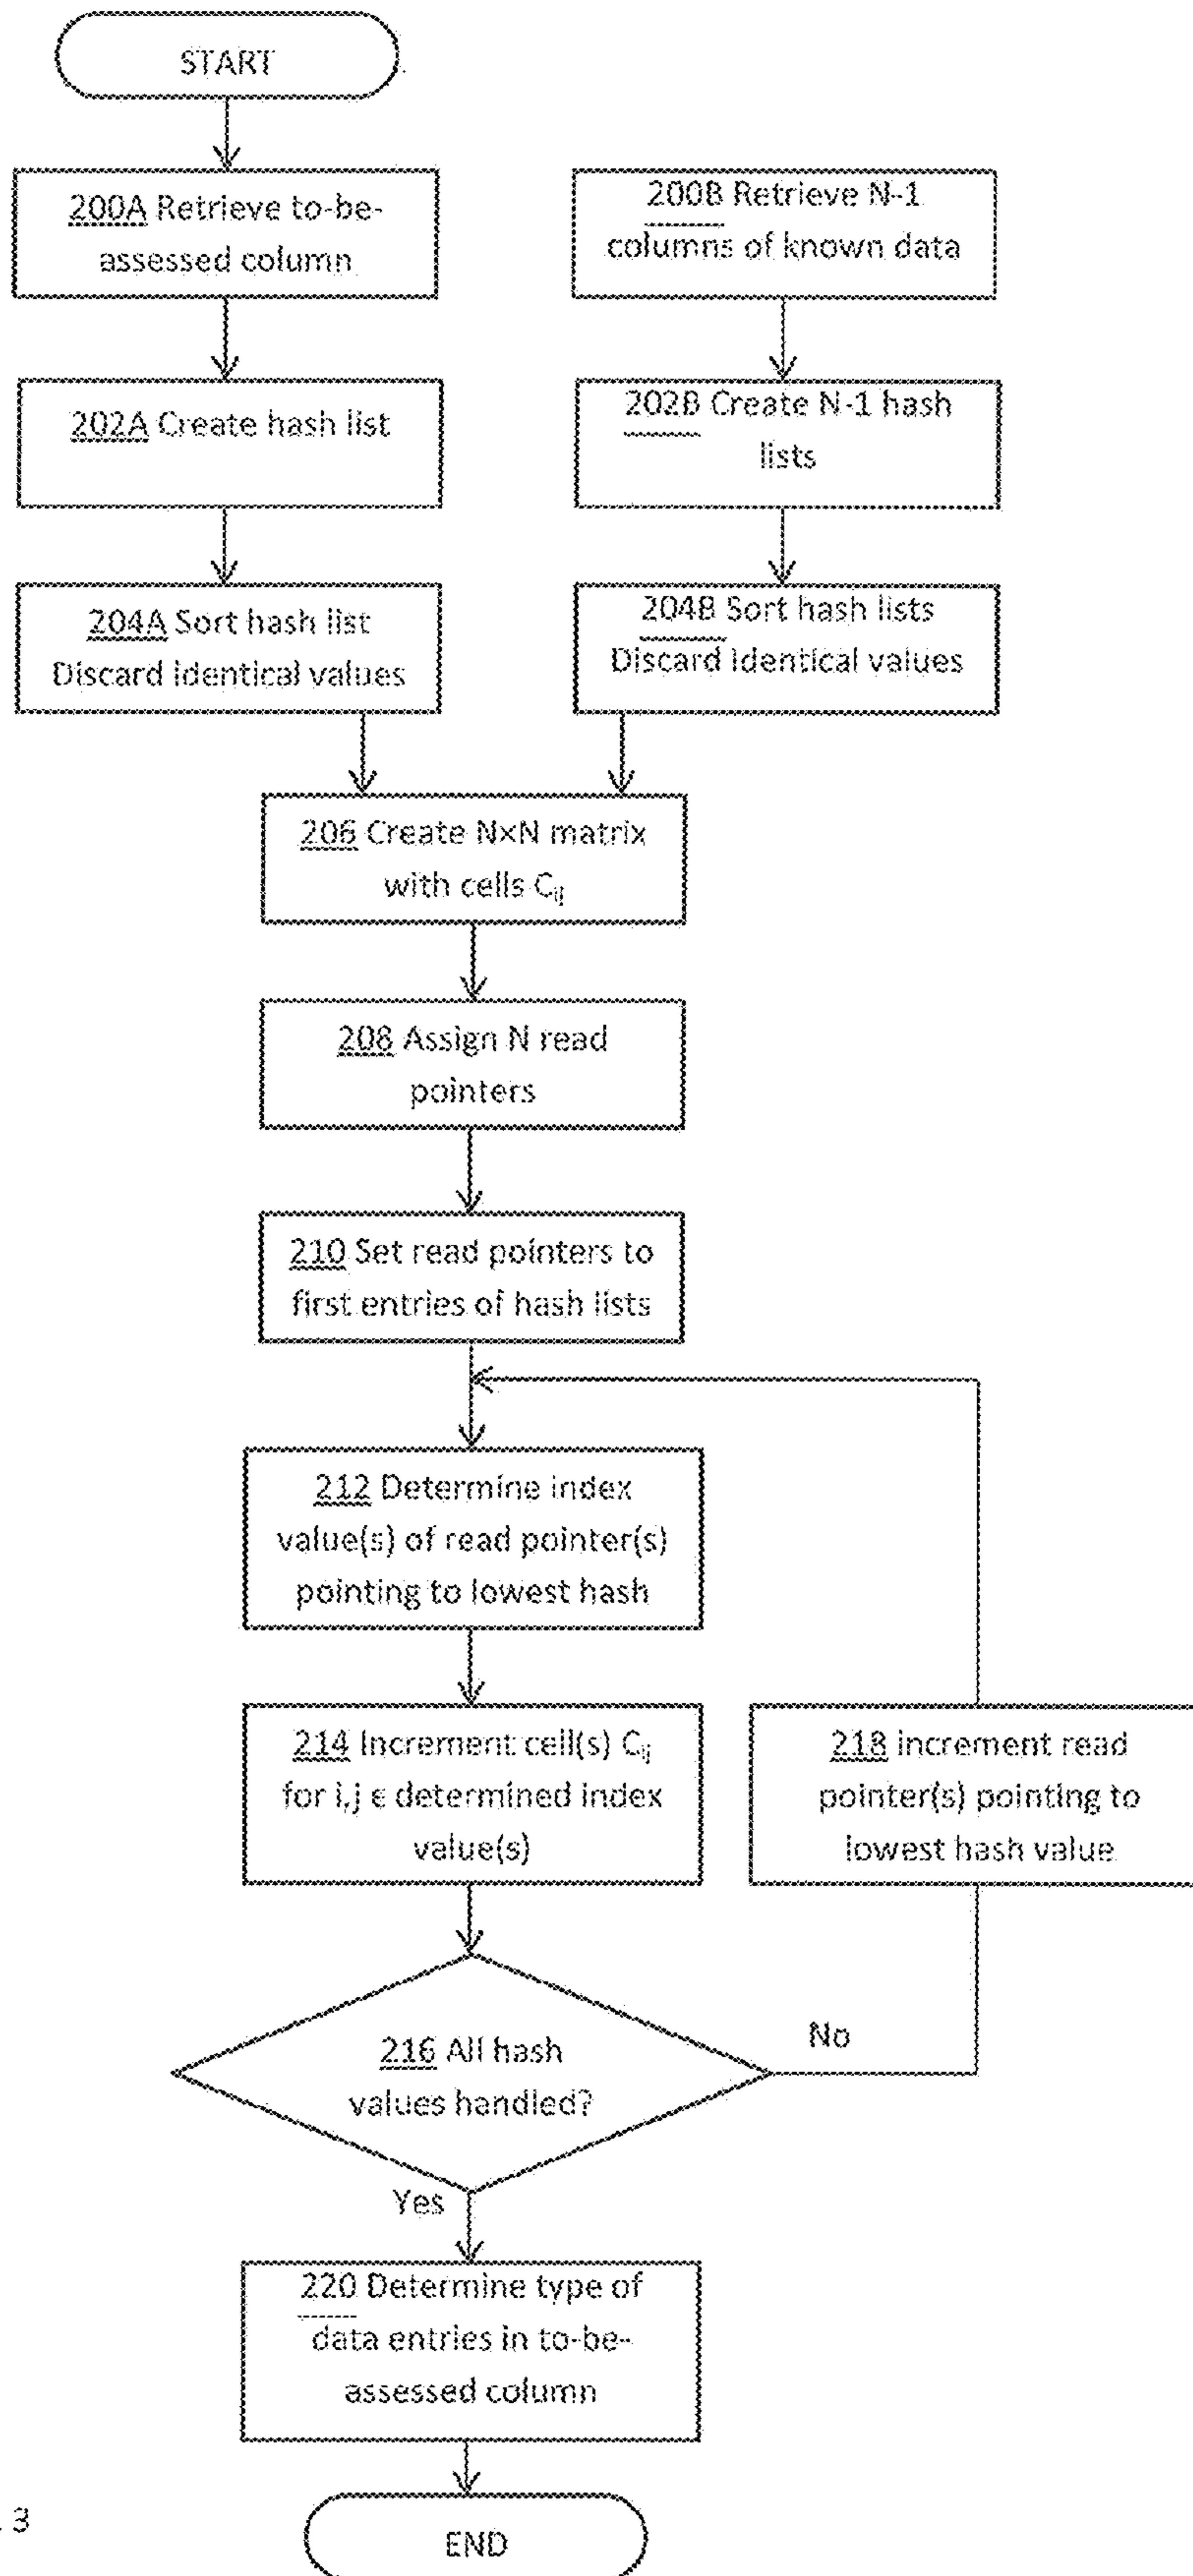 START
200A Retrieve to-be-
assessed column
200B Retrieve N-1
columns of known data
202A Create hash list
202B Create N-1 hash
lists
204A Sort hash list
Discard identical values
204B Sort hash lists
Discard identical values
206 Create N×N matrix
with cells Cij
208 Assign N read
pointers
210 Set read pointers to
first entries of hash lists
212 Determine index
value(s) of read pointer(s)
pointing to lowest hash
214 Increment cell(s) Cij
for i,j ϵ determined index
value(s)
218 increment read
pointer(s) pointing to
lowest hash value
216 All hash
values handled?
No
Yes
220 Determine type of
data entries in to-be-
assessed column
END
. 3